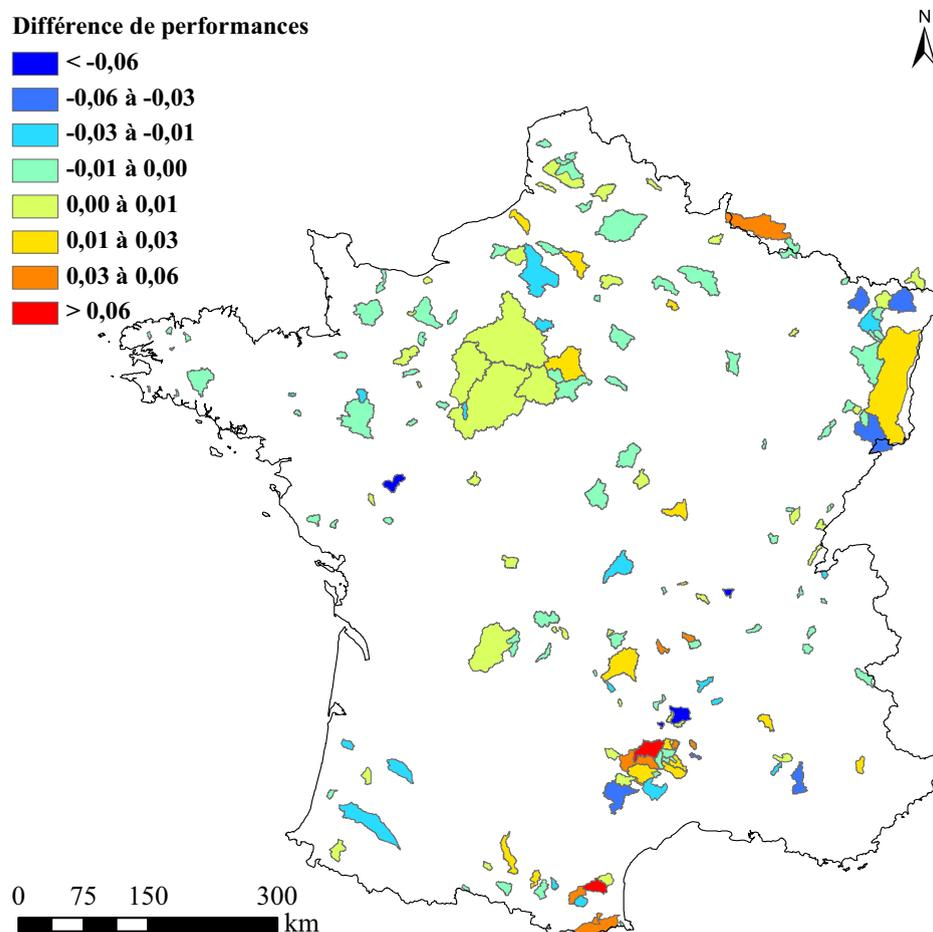 Différence de performances
< -0,06
-0,06 à -0,03
-0,03 à -0,01
-0,01 à 0,00
0,00 à 0,01
0,01 à 0,03
0,03 à 0,06
> 0,06
N
0 75 150 300
km